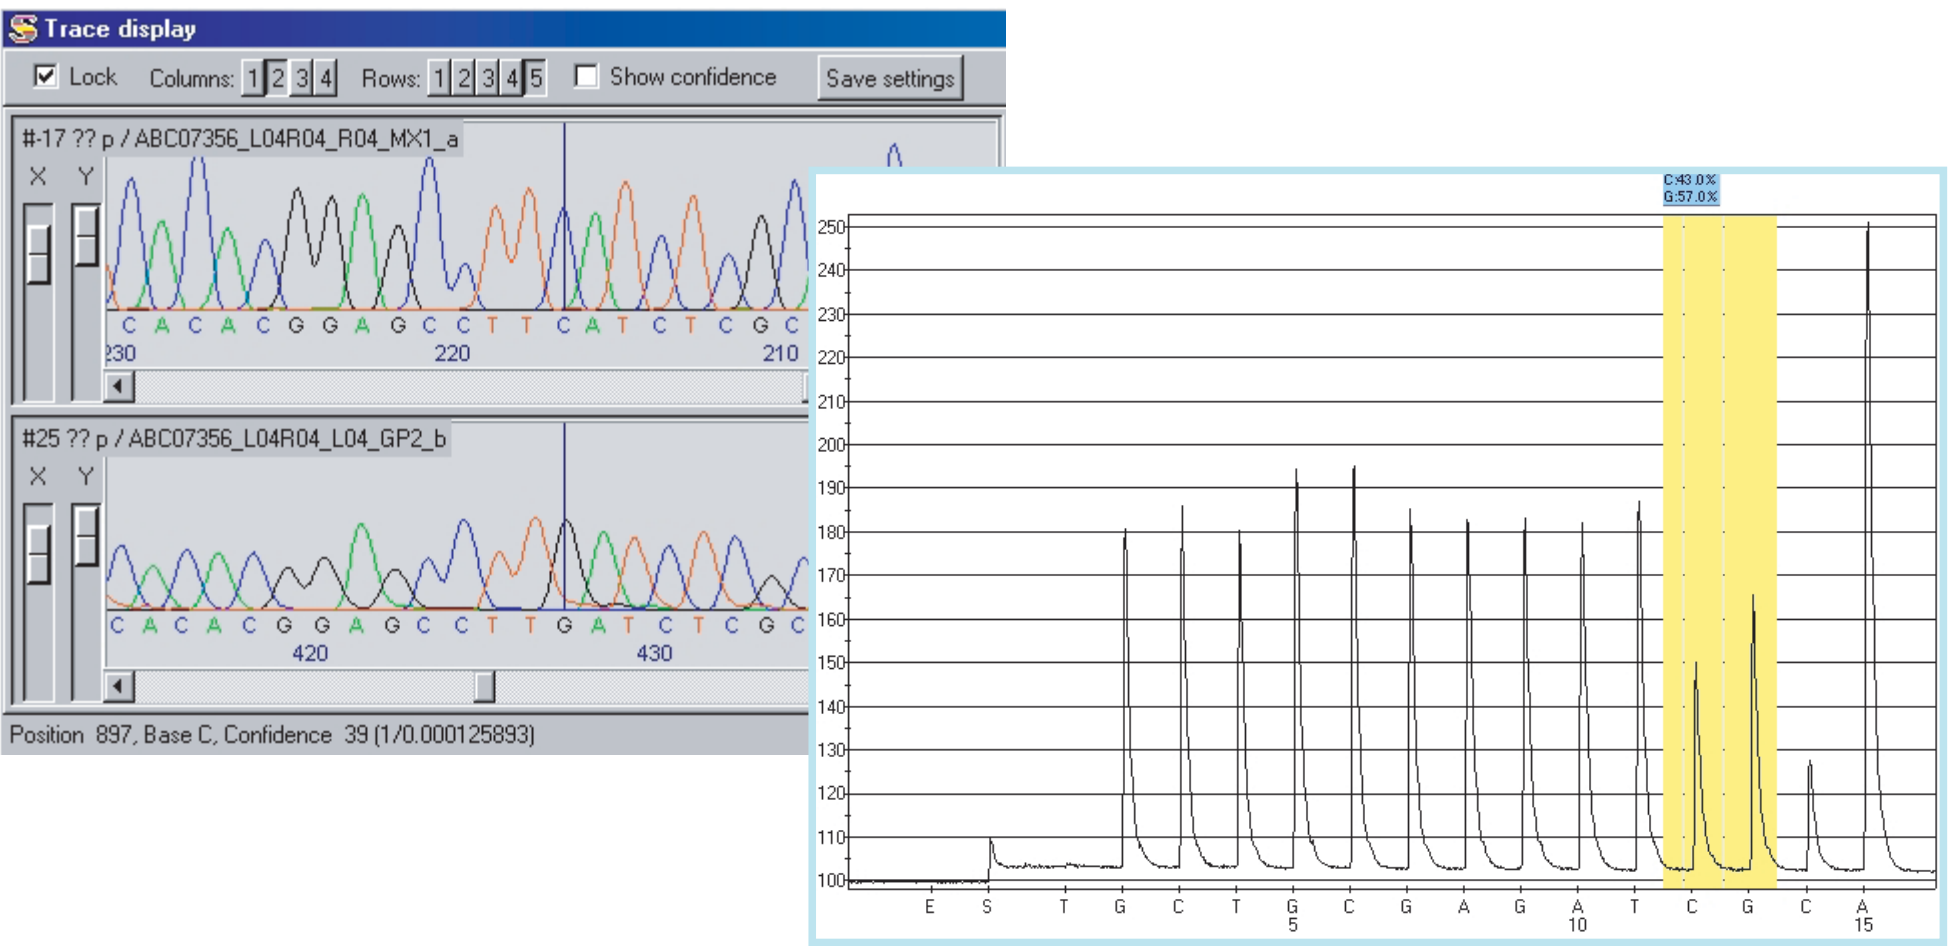 Trace display
Lock Columns: 1 2 3 4 Rows: 1 2 3 4 5 Show confidence Save settings
#-17 ?? p / ABC07356_L04R04_R04_MX1_a
X Y
C A C A C G G A G C C T T C A T C T C G C
230 220 210
#25 ?? p / ABC07356_L04R04_L04_GP2_b
X Y
C A C A C G G A G C C T T G A T C T C G C
420 430
Position 897, Base C, Confidence 39 (1/0.000125893)
C:43.0%
G:57.0%
250
240
230
220
210
200
190
180
170
160
150
140
130
120
110
100
E S T G C T G C G A G A T C G C A
5 10 15